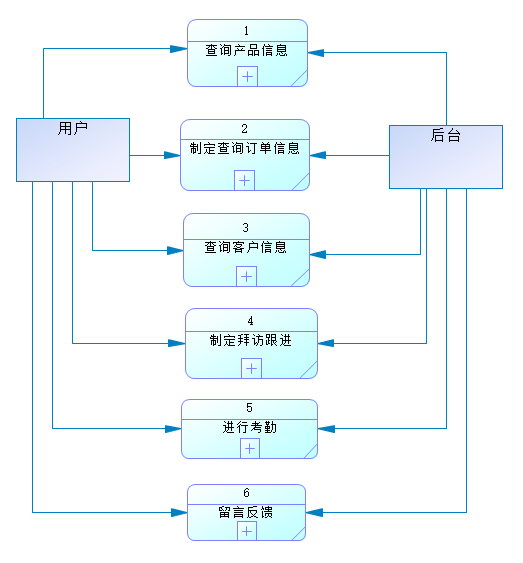 1
查询产品信息
用户
后台
2
制定查询订单信息
3
查询客户信息
4
制定拜访跟进
5
进行考勤
6
留言反馈